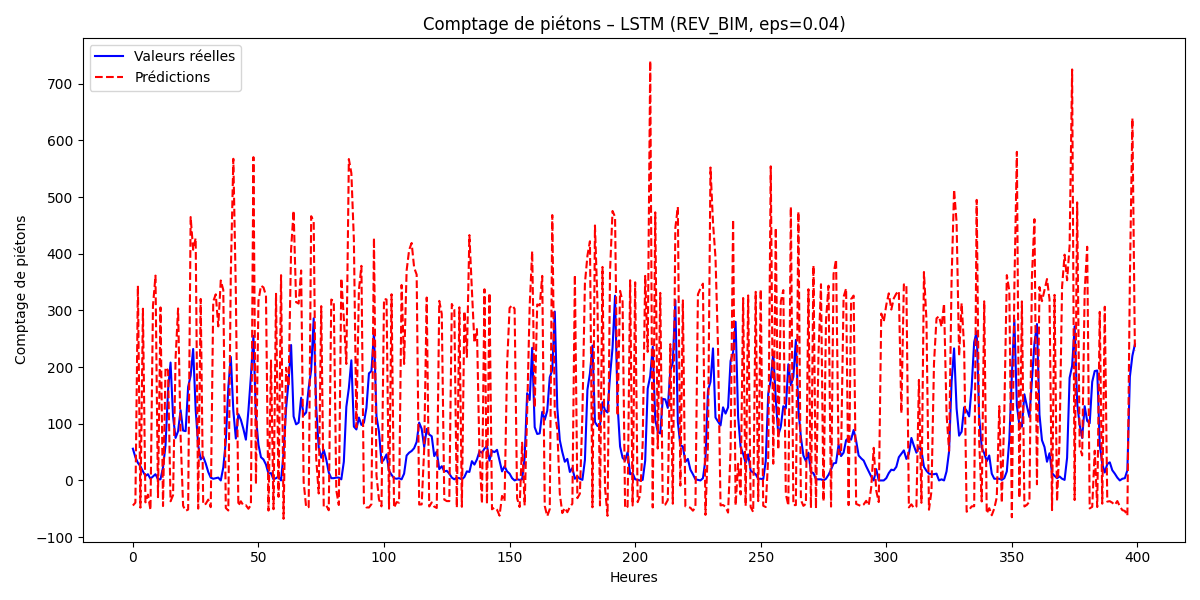 Comptage de piétons – LSTM (REV_BIM, eps=0.04)
Valeurs réelles
Prédictions
Comptage de piétons
700
600
500
400
300
200
100
0
−100
0 50 100 150 200 250 300 350 400
Heures